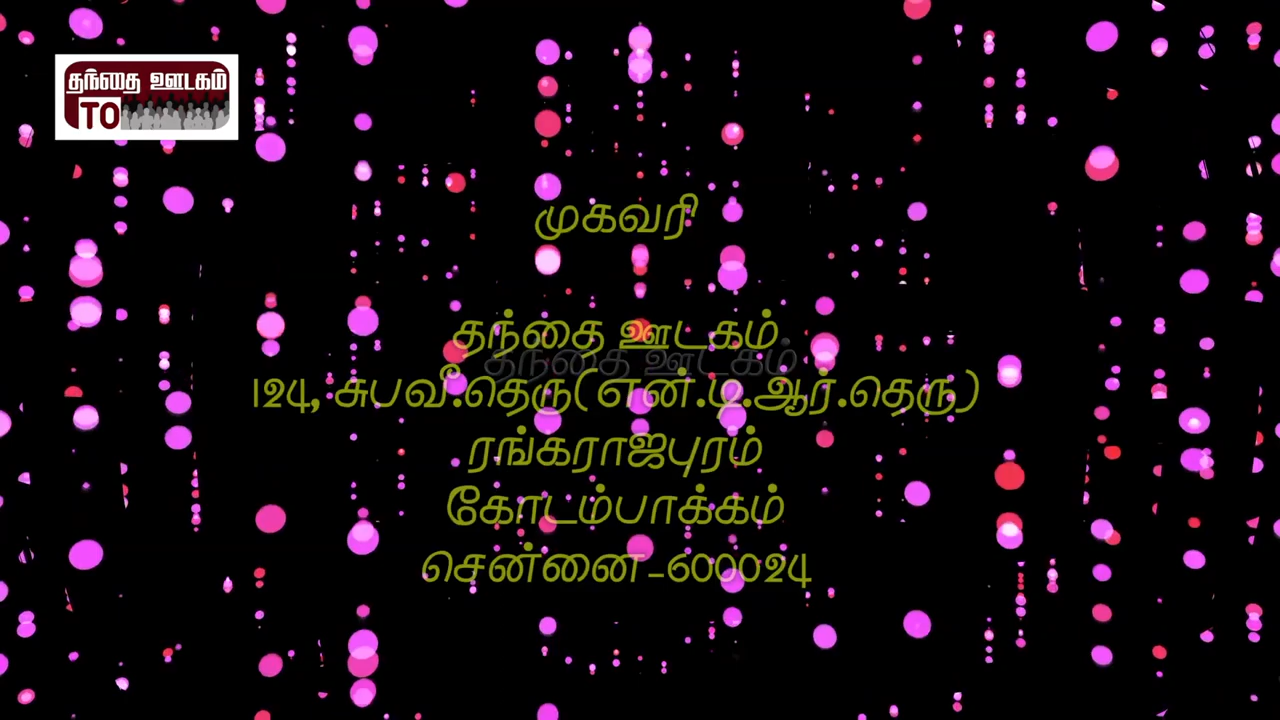 தந்தை ஊடகம்
TO
முகவரி
தந்தை ஊடகம்
தந்தை ஊடகம்
124, சுபவீ.தெரு(என்.டி.ஆர்.தெரு)
ரங்கராஜபுரம்
கோடம்பாக்கம்
சென்னை-600024